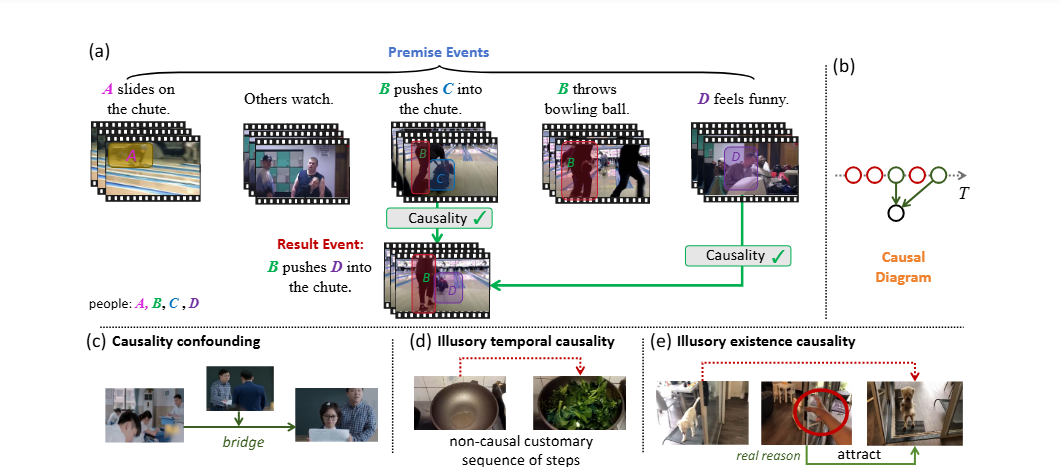 (a)
Premise Events
(b)
A slides on
the chute.
Others watch.
B pushes C into
the chute.
B throws
bowling ball.
D feels funny.
A
B
C
B
D
Causality ✓
T
Result Event:
B pushes D into
the chute.
B
D
Causality ✓
Causal
Diagram
people: A, B, C , D
(c) Causality confounding
(d) Illusory temporal causality
(e) Illusory existence causality
bridge
non-causal customary
sequence of steps
real reason
attract